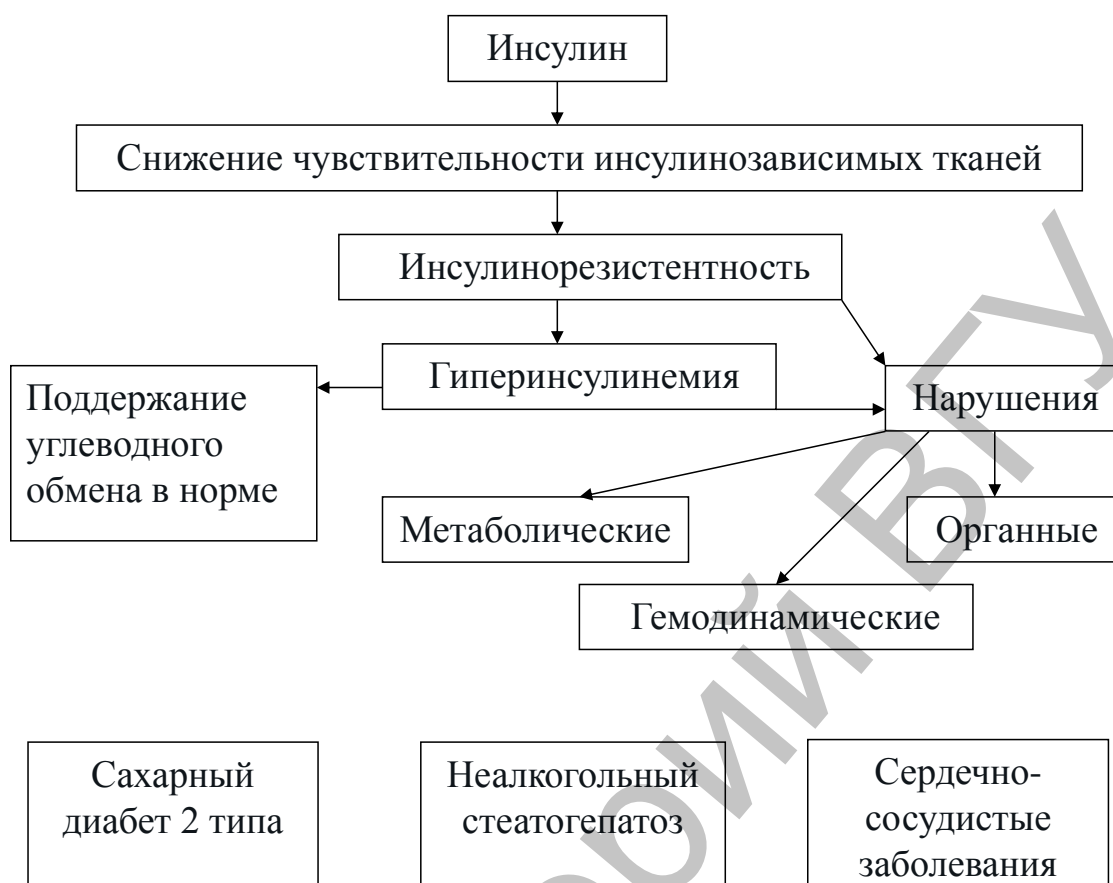 Инсулин
Снижение чувствительности инсулинозависимых тканей
Инсулинорезистентность
Гиперинсулинемия
Поддержание
углеводного
обмена в норме
Нарушения
Метаболические
Органные
Гемодинамические
Сахарный
диабет 2 типа
Неалкогольный
стеатогепатоз
Сердечно-
сосудистые
заболевания
ВГУ